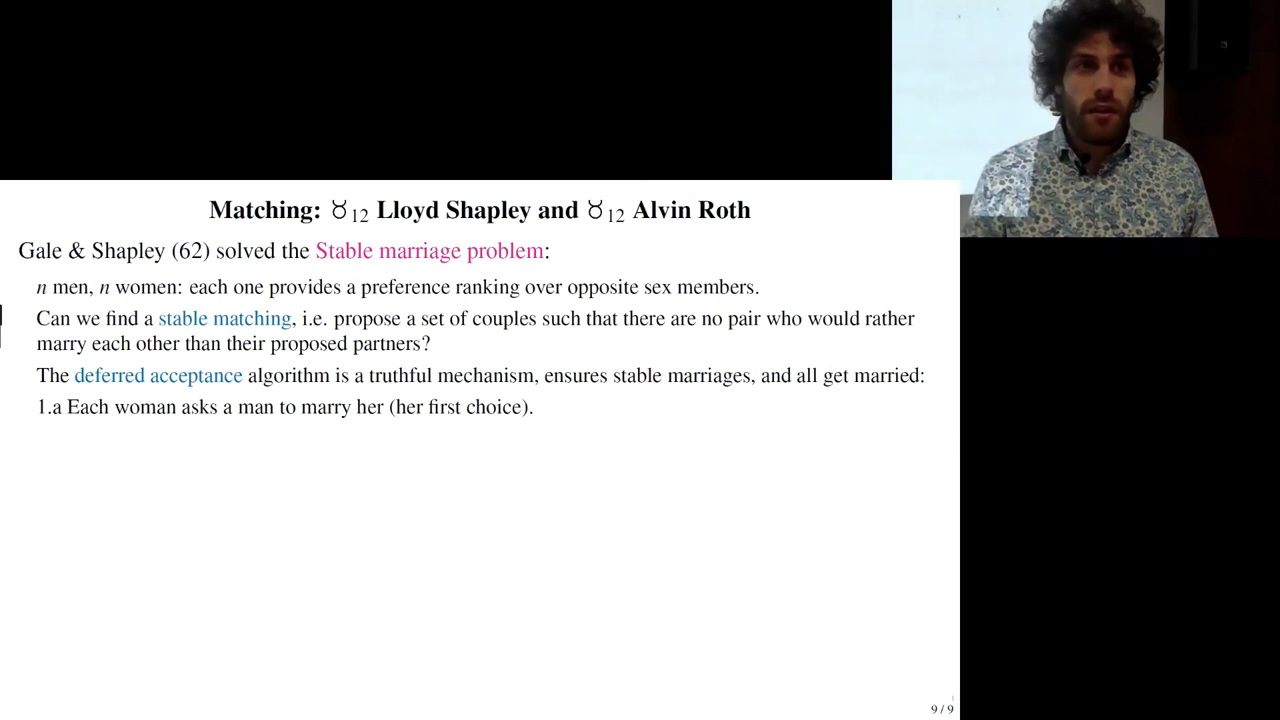 Matching: ♉12 Lloyd Shapley and ♉12 Alvin Roth
Gale & Shapley (62) solved the Stable marriage problem:
n men, n women: each one provides a preference ranking over opposite sex members.
Can we find a stable matching, i.e. propose a set of couples such that there are no pair who would rather
marry each other than their proposed partners?
The deferred acceptance algorithm is a truthful mechanism, ensures stable marriages, and all get married:
1.a Each woman asks a man to marry her (her first choice).
9 / 9